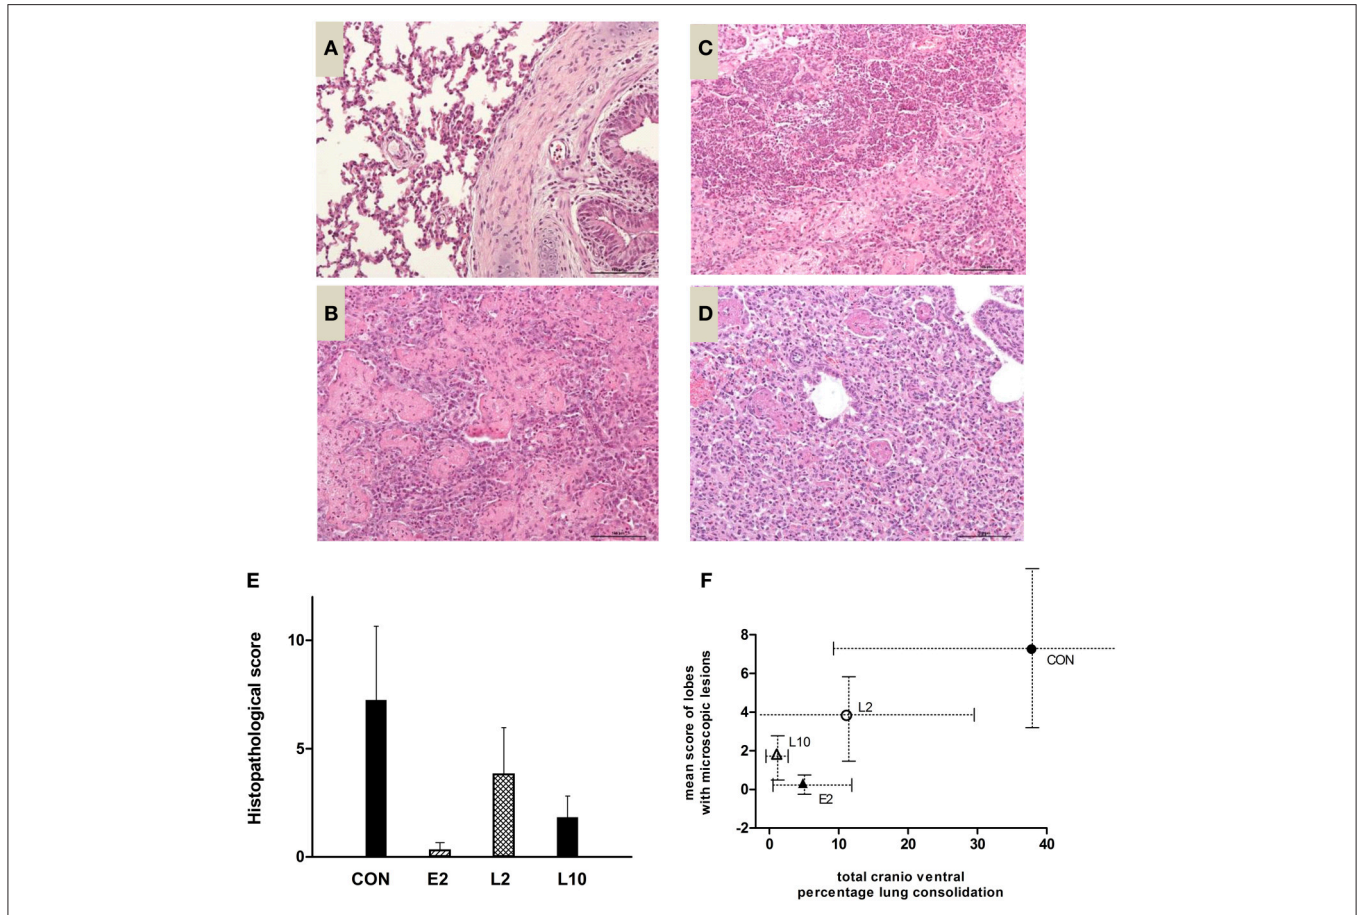 A
C
B
D
E
Histopathological score
10
5
0
CON
E2
L2
L10
F
mean score of lobes
with microscopic lesions
8
6
4
2
0
-2
CON
L2
L10
E2
0
10
20
30
40
total cranio ventral
percentage lung consolidation